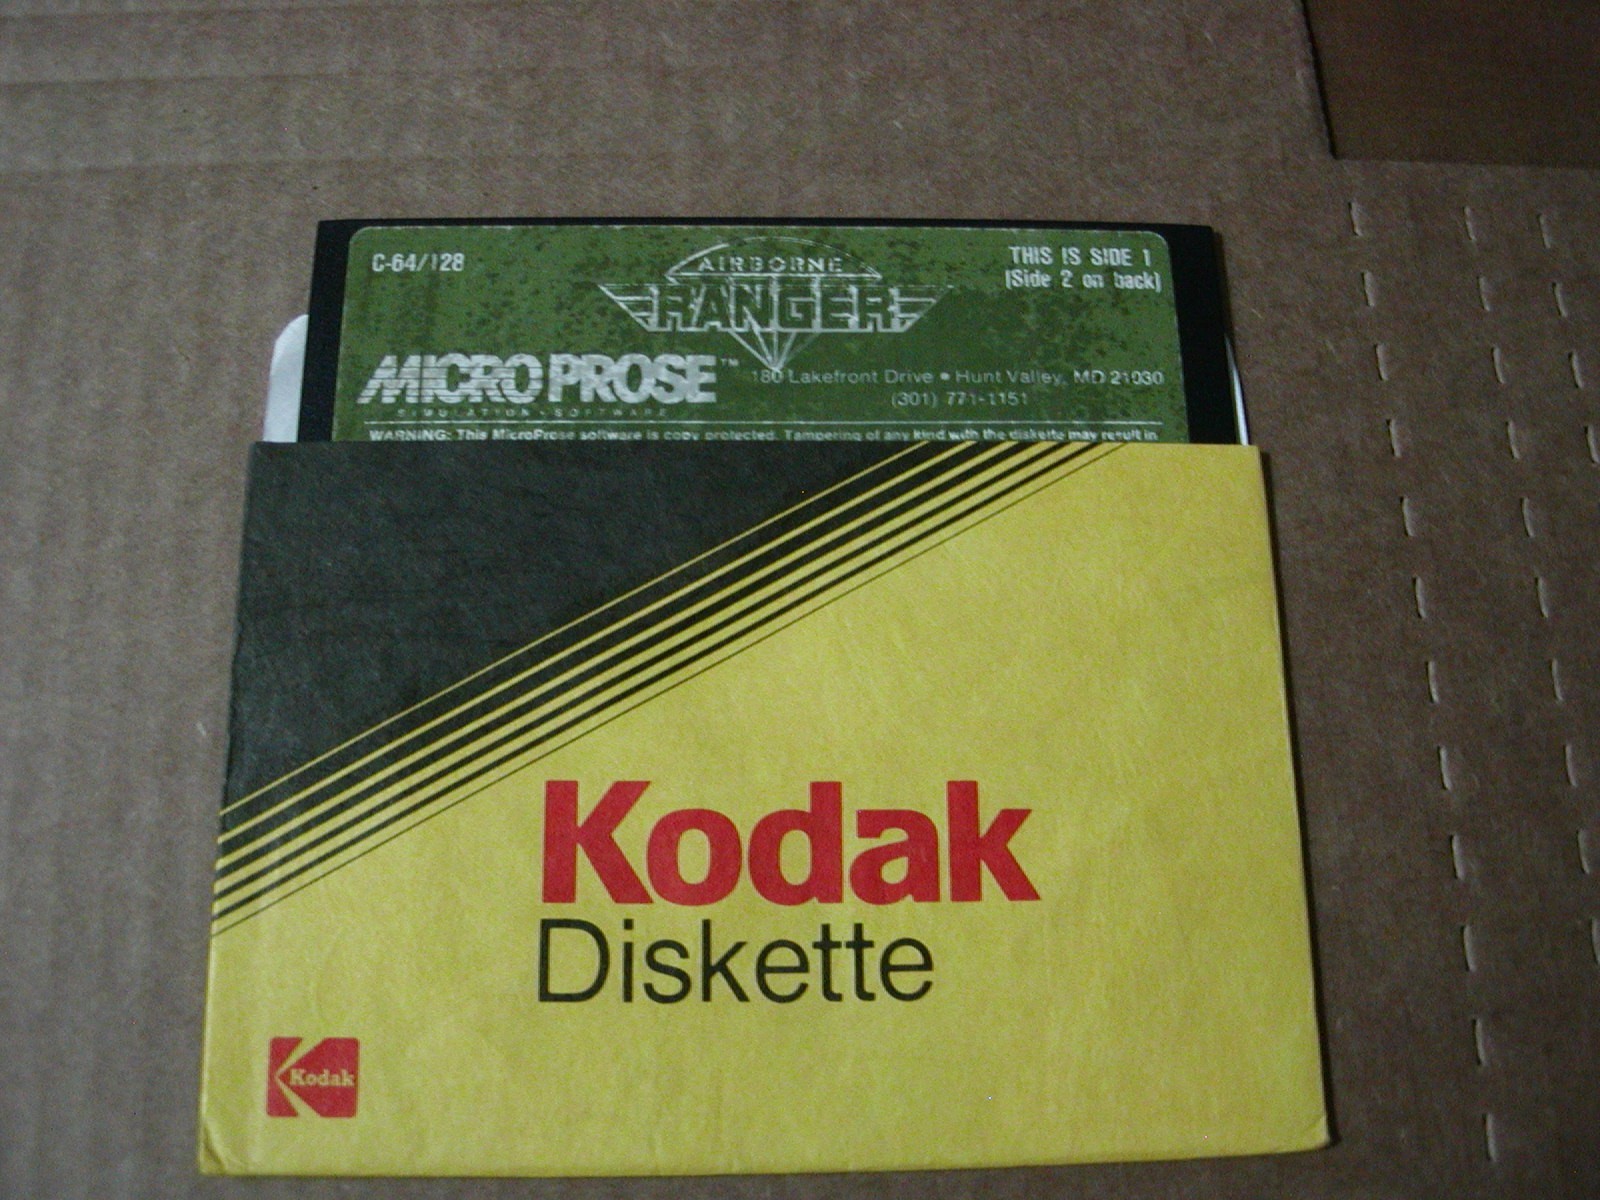 C-64/128
AIRBORNE
RANGER
THIS IS SIDE 1
(Side 2 on back)
MICRO PROSE™
SIMULATION • SOFTWARE
180 Lakefront Drive • Hunt Valley, MD 21030
(301) 771-1151
WARNING: This MicroProse software is copy protected. Tampering of any kind with the diskette may result in
Kodak
Diskette
Kodak